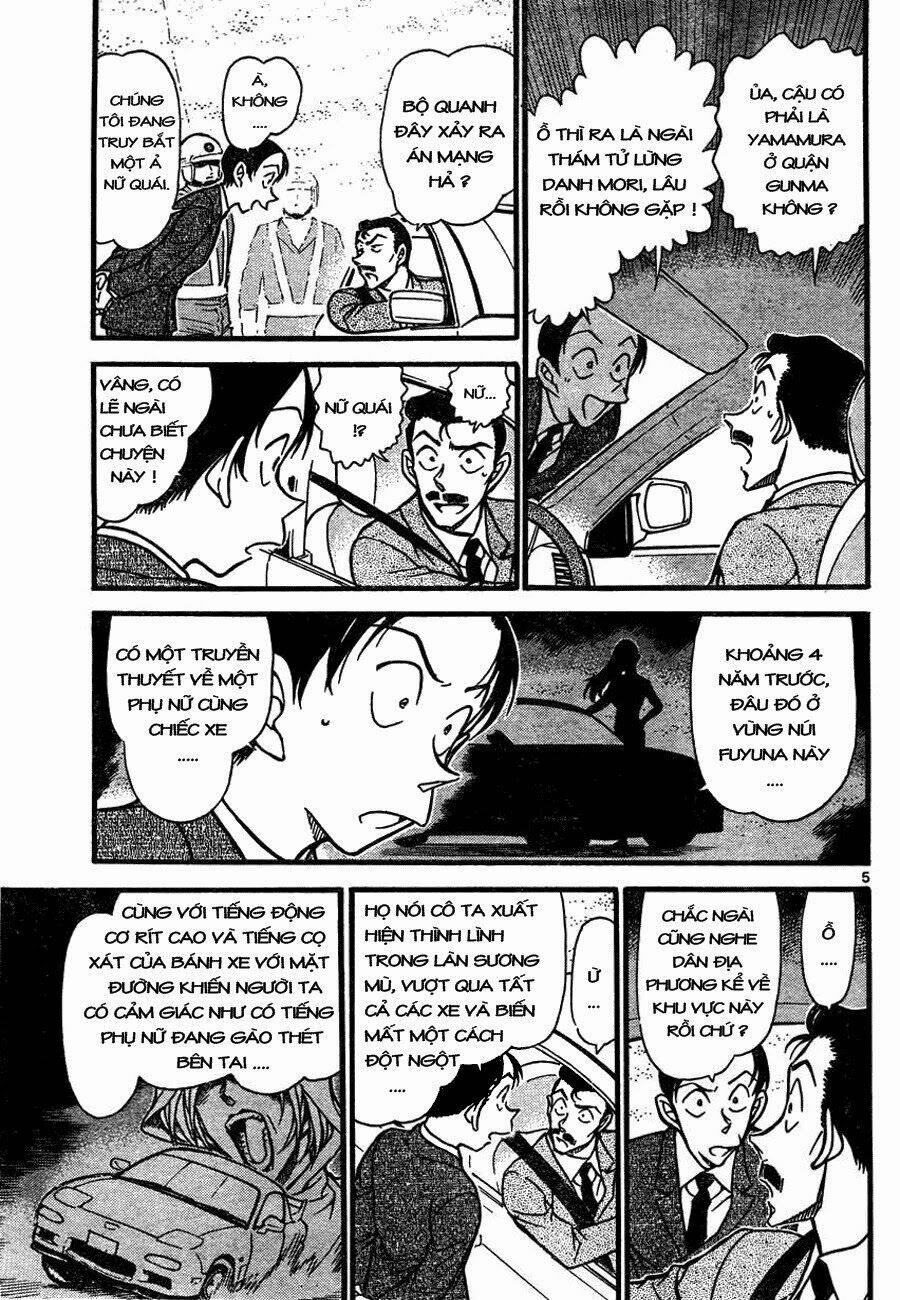 ỦA, CẬU CÓ
PHẢI LÀ
YAMAMURA
Ở QUẬN
GUNMA
KHÔNG ?
Ồ THÌ RA LÀ NGÀI
THÁM TỬ LỪNG
DANH MORI, LÂU
RỒI KHÔNG GẶP !
BỘ QUANH
ĐÂY XẢY RA
ÁN MẠNG
HẢ ?
À,
KHÔNG
....
CHÚNG
TÔI ĐANG
TRUY BẮT
MỘT Ả
NỮ QUÁI.
NỮ...
NỮ QUÁI
!?
VÂNG, CÓ
LẼ NGÀI
CHƯA BIẾT
CHUYỆN
NÀY !
KHOẢNG 4
NĂM TRƯỚC,
ĐÂU ĐÓ Ở
VÙNG NÚI
FUYUNA NÀY
....
CÓ MỘT TRUYỀN
THUYẾT VỀ MỘT
PHỤ NỮ CÙNG
CHIẾC XE
.....
5
Ồ
....
CHẮC NGÀI
CŨNG NGHE
DÂN ĐỊA
PHƯƠNG KỂ VỀ
KHU VỰC NÀY
RỒI CHỨ ?
Ừ
...
HỌ NÓI CÔ TA XUẤT
HIỆN THÌNH LÌNH
TRONG LÀN SƯƠNG
MÙ, VƯỢT QUA TẤT
CẢ CÁC XE VÀ BIẾN
MẤT MỘT CÁCH
ĐỘT NGỘT
....
CÙNG VỚI TIẾNG ĐỘNG
CƠ RÍT CAO VÀ TIẾNG CỌ
XÁT CỦA BÁNH XE VỚI MẶT
ĐƯỜNG KHIẾN NGƯỜI TA
CÓ CẢM GIÁC NHƯ CÓ TIẾNG
PHỤ NỮ ĐANG GÀO THÉT
BÊN TAI ....